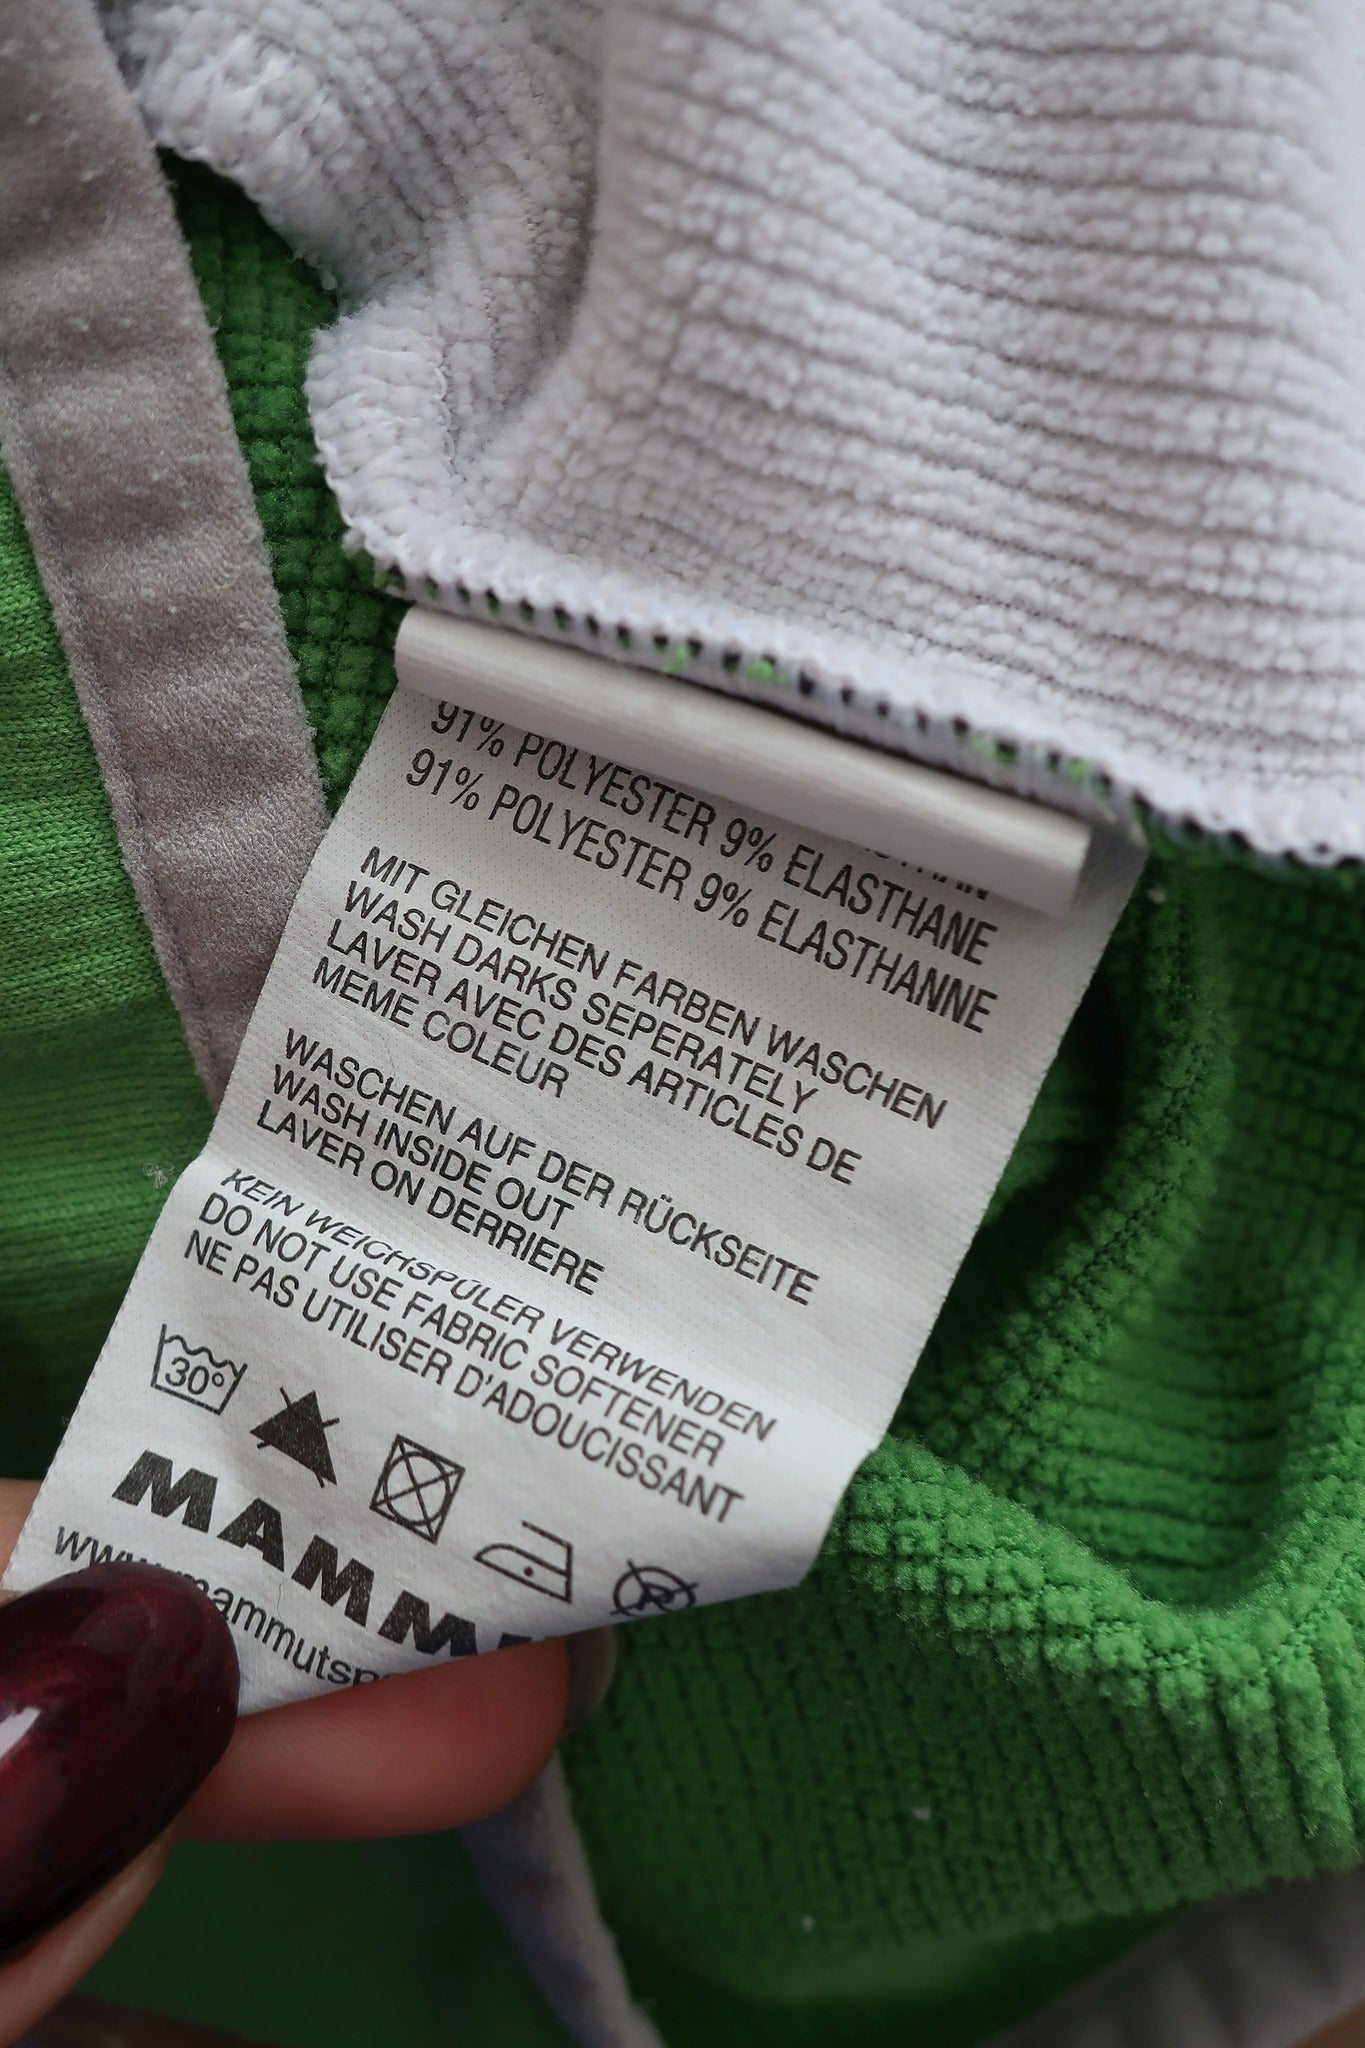 91% POLYESTER 9% ELASTHANE
91% POLYESTER 9% ELASTHANNE
MIT GLEICHEN FARBEN WASCHEN
WASH DARKS SEPERATELY
LAVER AVEC DES ARTICLES DE
MEME COLEUR
WASCHEN AUF DER RÜCKSEITE
WASH INSIDE OUT
LAVER ON DERRIERE
KEIN WEICHSPÜLER VERWENDEN
DO NOT USE FABRIC SOFTENER
NE PAS UTILISER D'ADOUCISSANT
30°